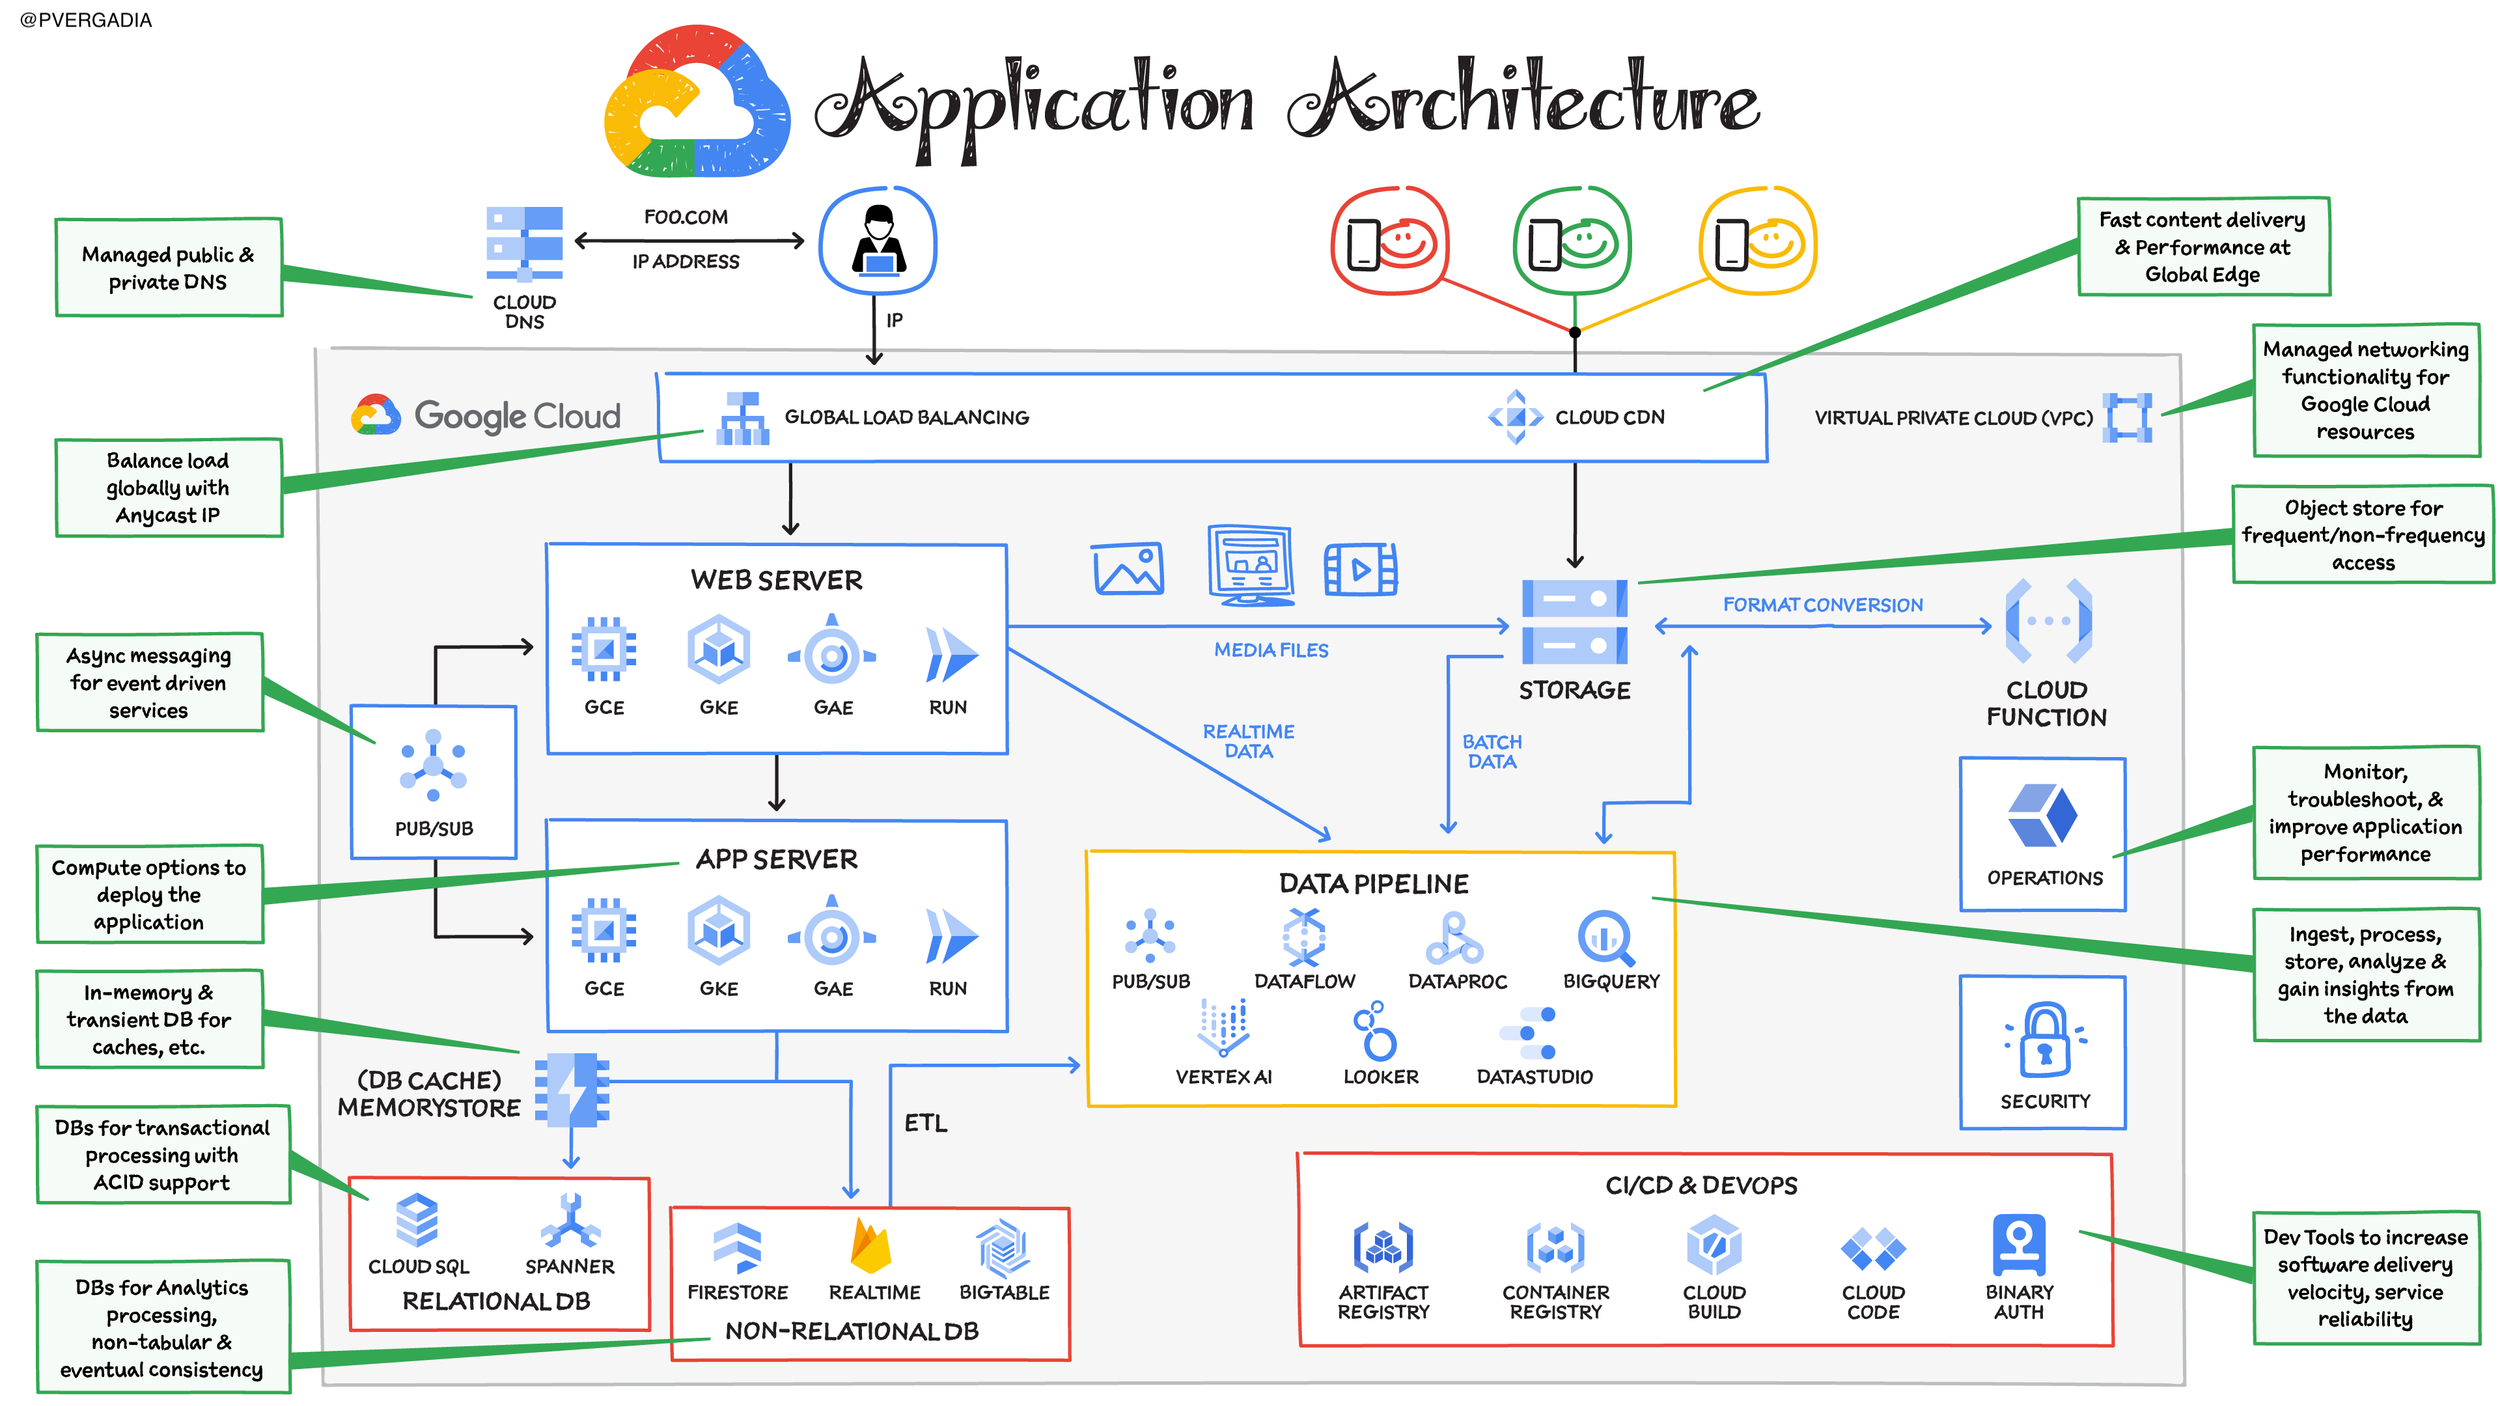 @PVERGADIA
Application Architecture
Managed public &
private DNS
CLOUD
DNS
FOO.COM
IP ADDRESS
IP
Fast content delivery
& Performance at
Global Edge
Managed networking
functionality for
Google Cloud
resources
Google Cloud
GLOBAL LOAD BALANCING
CLOUD CDN
VIRTUAL PRIVATE CLOUD (VPC)
Balance load
globally with
Anycast IP
Object store for
frequent/non-frequency
access
WEB SERVER
GCE
GKE
GAE
RUN
MEDIA FILES
STORAGE
FORMAT CONVERSION
CLOUD
FUNCTION
Async messaging
for event driven
services
PUB/SUB
REALTIME
DATA
BATCH
DATA
Monitor,
troubleshoot, &
improve application
performance
OPERATIONS
Compute options to
deploy the
application
APP SERVER
GCE
GKE
GAE
RUN
DATA PIPELINE
PUB/SUB
DATAFLOW
DATAPROC
BIGQUERY
VERTEX AI
LOOKER
DATASTUDIO
Ingest, process,
store, analyze &
gain insights from
the data
In-memory &
transient DB for
caches, etc.
(DB CACHE)
MEMORYSTORE
ETL
SECURITY
DBs for transactional
processing with
ACID support
CLOUD SQL
SPANNER
RELATIONAL DB
DBs for Analytics
processing,
non-tabular &
eventual consistency
FIRESTORE
REALTIME
BIGTABLE
NON-RELATIONAL DB
CI/CD & DEVOPS
ARTIFACT
REGISTRY
CONTAINER
REGISTRY
CLOUD
BUILD
CLOUD
CODE
BINARY
AUTH
Dev Tools to increase
software delivery
velocity, service
reliability